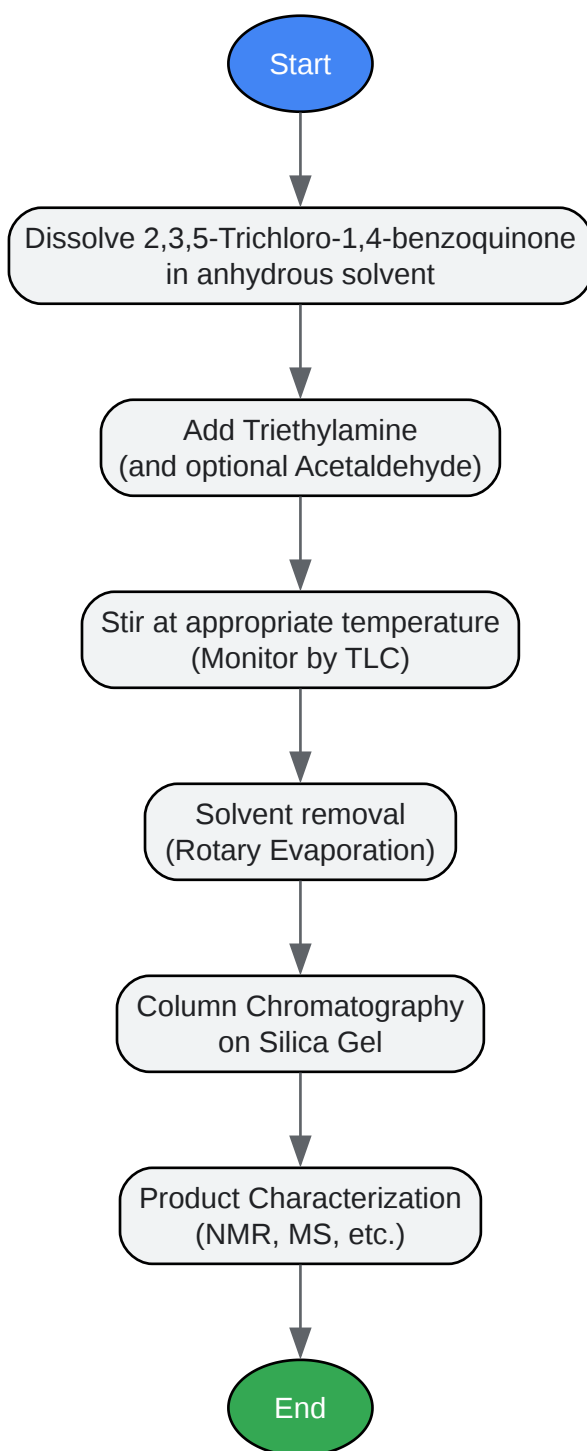 Start
Dissolve 2,3,5-Trichloro-1,4-benzoquinone
in anhydrous solvent
Add Triethylamine
(and optional Acetaldehyde)
Stir at appropriate temperature
(Monitor by TLC)
Solvent removal
(Rotary Evaporation)
Column Chromatography
on Silica Gel
Product Characterization
(NMR, MS, etc.)
End